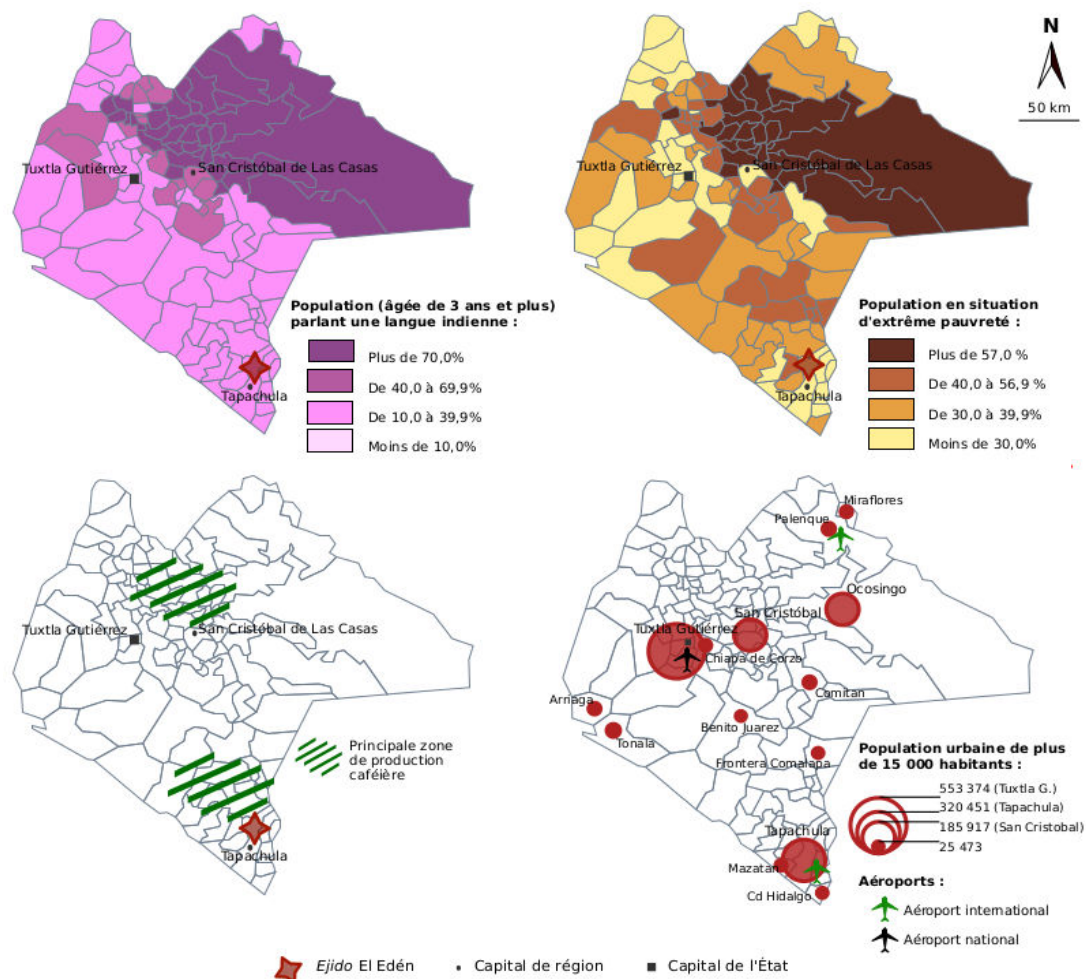 Tuxtla Gutiérrez
San Cristóbal de Las Casas
Tapachula
Population (âgée de 3 ans et plus)
parlant une langue indienne :
Plus de 70,0%
De 40,0 à 69,9%
De 10,0 à 39,9%
Moins de 10,0%
N
50 km
Tuxtla Gutiérrez
San Cristóbal de Las Casas
Tapachula
Population en situation
d'extrême pauvreté :
Plus de 57,0 %
De 40,0 à 56,9 %
De 30,0 à 39,9%
Moins de 30,0%
Tuxtla Gutiérrez
San Cristóbal de Las Casas
Tapachula
Principale zone
de production
caféière
Miraflores
Palenque
Ocosingo
San Cristóbal
Tuxtla Gutiérrez
Chiapa de Corzo
Comitan
Arriaga
Tonala
Benito Juarez
Frontera Comalapa
Tapachula
Mazatan
Cd Hidalgo
Population urbaine de plus
de 15 000 habitants :
553 374 (Tuxtla G.)
320 451 (Tapachula)
185 917 (San Cristobal)
25 473
Aéroports :
Aéroport international
Aéroport national
Ejido El Edén
Capital de région
Capital de l'État